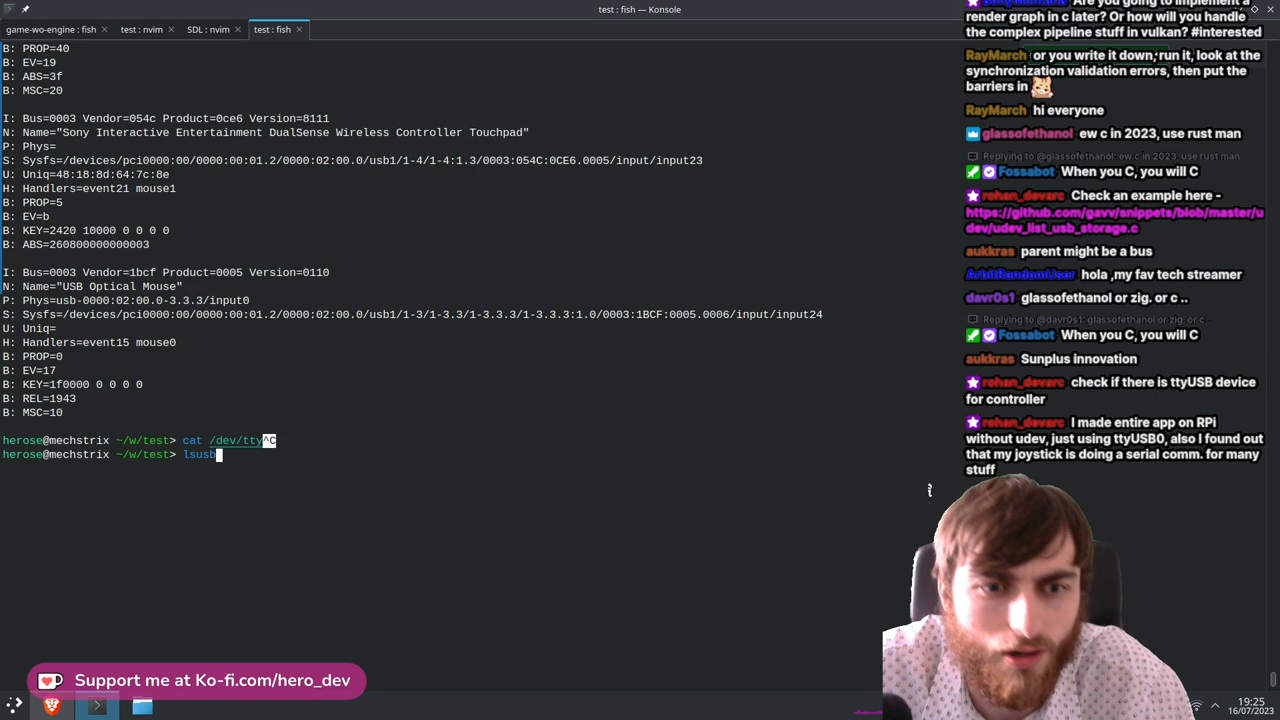 test : fish — Konsole
game-wo-engine : fish
test : nvim
SDL : nvim
test : fish
B: PROP=40
B: EV=19
B: ABS=3f
B: MSC=20
I: Bus=0003 Vendor=054c Product=0ce6 Version=8111
N: Name="Sony Interactive Entertainment DualSense Wireless Controller Touchpad"
P: Phys=
S: Sysfs=/devices/pci0000:00/0000:00:01.2/0000:02:00.0/usb1/1-4/1-4:1.3/0003:054C:0CE6.0005/input/input23
U: Uniq=48:18:8d:64:7c:8e
H: Handlers=event21 mouse1
B: PROP=5
B: EV=b
B: KEY=2420 10000 0 0 0 0
B: ABS=260800000000003
I: Bus=0003 Vendor=1bcf Product=0005 Version=0110
N: Name="USB Optical Mouse"
P: Phys=usb-0000:02:00.0-3.3.3/input0
S: Sysfs=/devices/pci0000:00/0000:00:01.2/0000:02:00.0/usb1/1-3/1-3.3/1-3.3.3/1-3.3.3:1.0/0003:1BCF:0005.0006/input/input24
U: Uniq=
H: Handlers=event15 mouse0
B: PROP=0
B: EV=17
B: KEY=1f0000 0 0 0 0
B: REL=1943
B: MSC=10
herose@mechstrix ~/w/test> cat /dev/tty^C
herose@mechstrix ~/w/test> lsusb
Are you going to implement a
render graph in c later? Or how will you handle
the complex pipeline stuff in vulkan? #interested
RayMarch or you write it down, run it, look at the
synchronization validation errors, then put the
barriers in
RayMarch hi everyone
glassofethanol ew c in 2023, use rust man
Replying to @glassofethanol: ew c in 2023, use rust man
Fossabot When you C, you will C
rohan_devarc Check an example here -
https://github.com/gavv/snippets/blob/master/u
dev/udev_list_usb_storage.c
aukkras parent might be a bus
ArbitRandomUser hola ,my fav tech streamer
davr0s1 glassofethanol or zig. or c ..
Replying to @davr0s1: glassofethanol or zig. or c ..
Fossabot When you C, you will C
aukkras Sunplus innovation
rohan_devarc check if there is ttyUSB device
for controller
rohan_devarc I made entire app on RPi
without udev, just using ttyUSB0, also I found out
that my joystick is doing a serial comm. for many
stuff
Support me at Ko-fi.com/hero_dev
19:25
16/07/2023